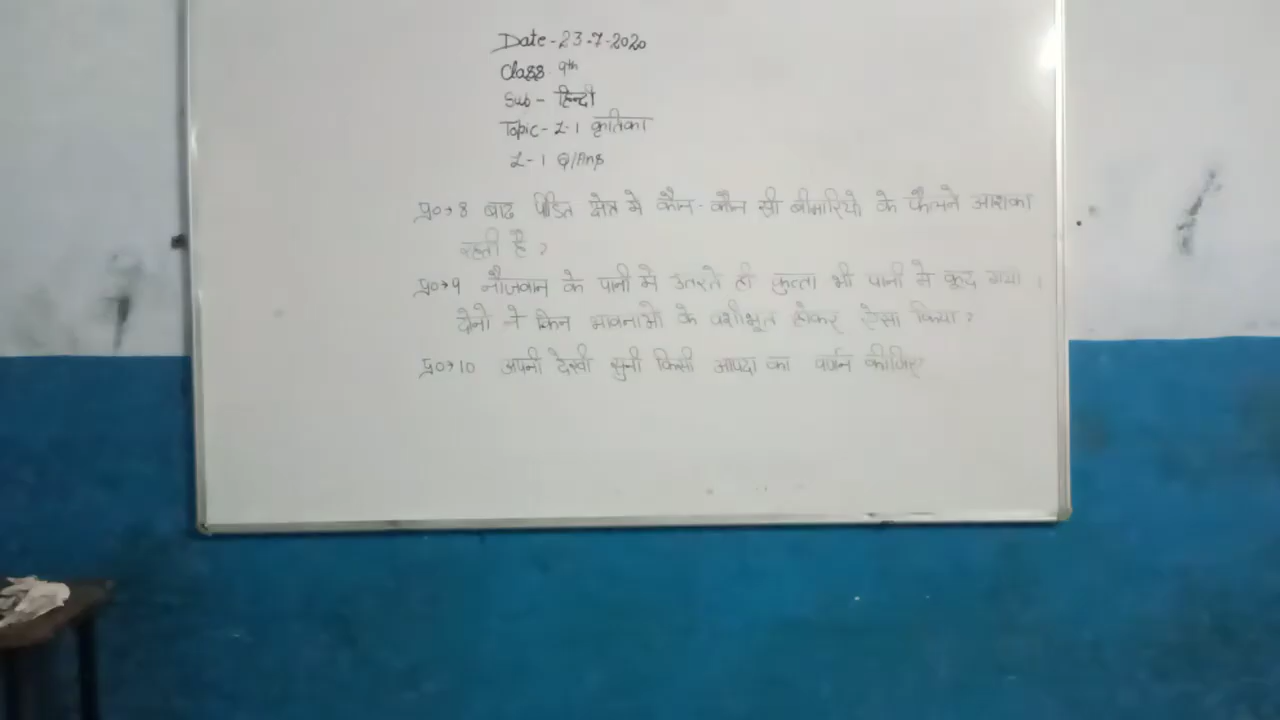 Date-23-7-2020
Class 9th
Sub - हिन्दी
Topic- L-1 कृतिका
L-1 Q/Ans
प्र०→8 बाढ पीडित क्षेत्र मे कौन-कौन सी बीमारियो के फैलने आशका
रहती है ?
प्र०→9 नौजवान के पानी मे उतरते ही कुत्ता भी पानी मे कूद गया ।
दोनो ने किन भावनाओ के वशीभूत होकर ऐसा किया ?
प्र०→10 अपनी देखी सुनी किसी आपदा का वर्णन कीजिए